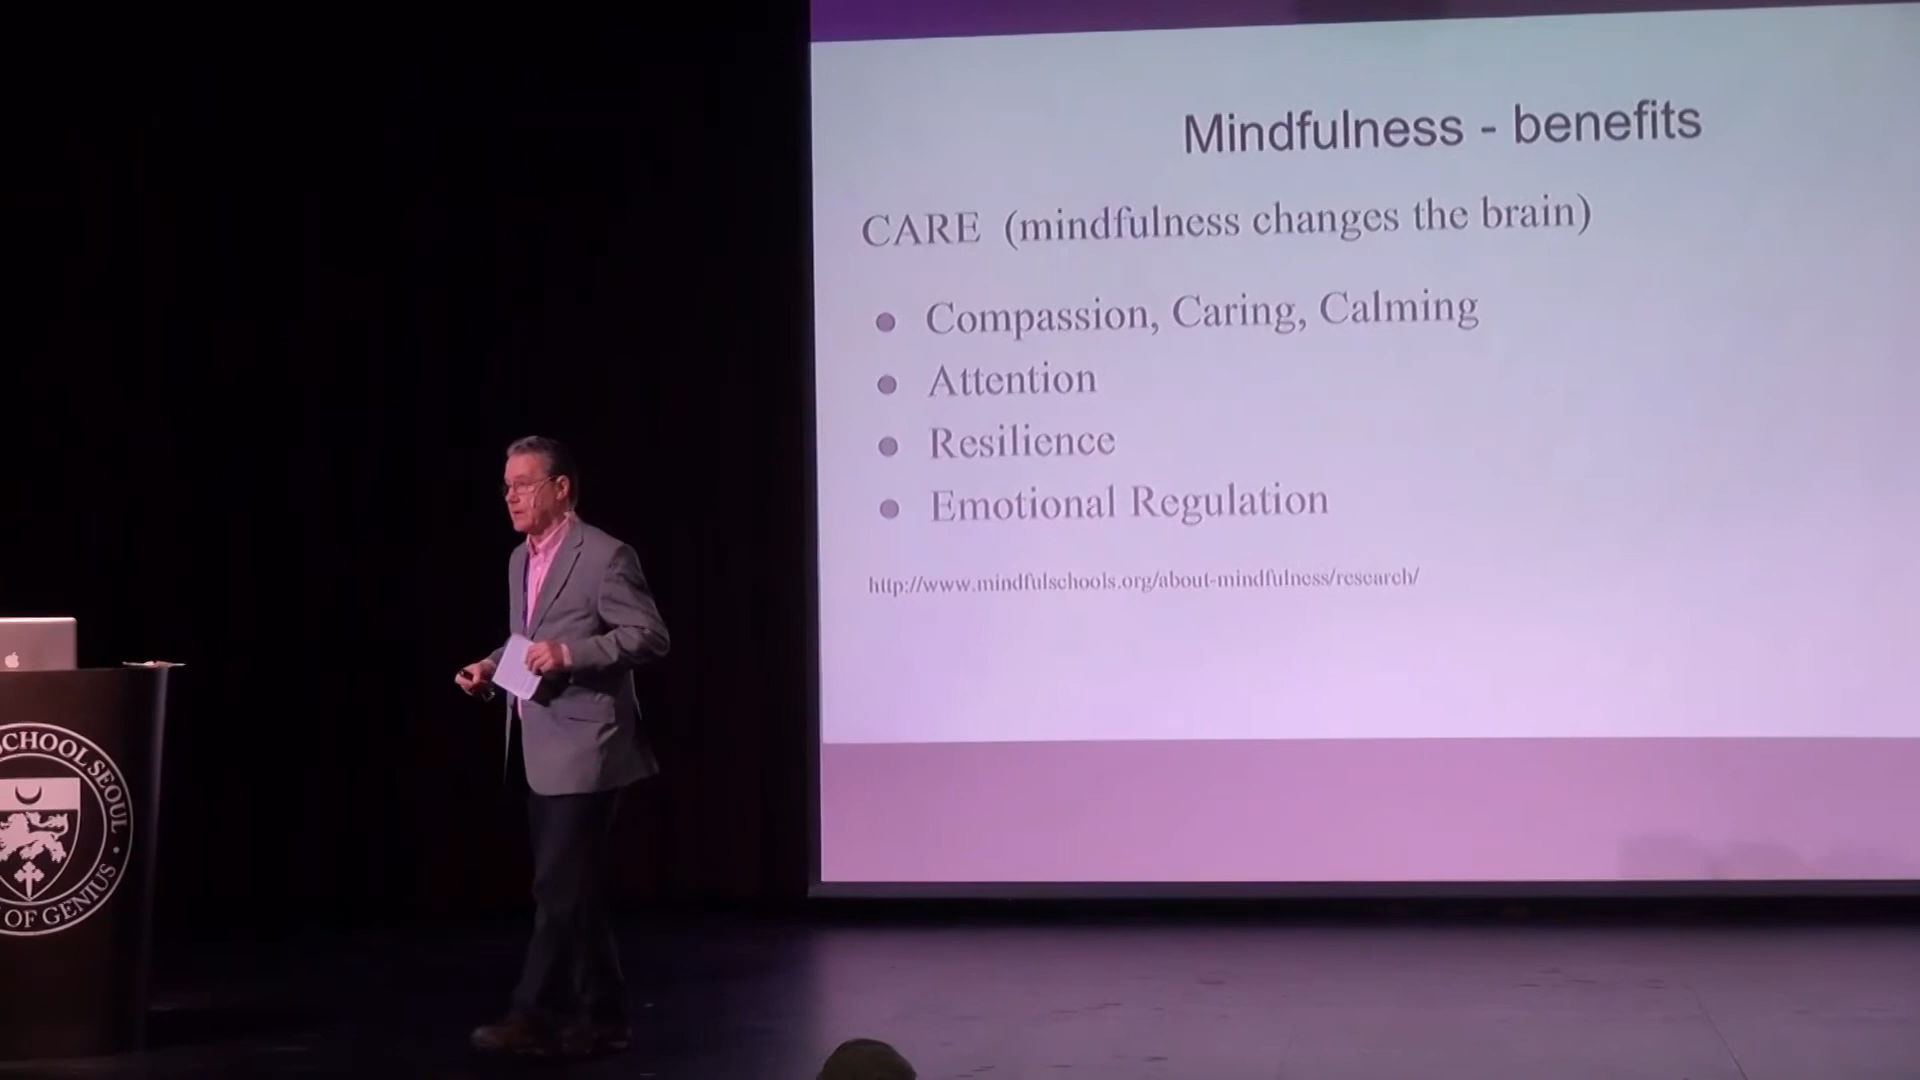 Mindfulness - benefits
CARE (mindfulness changes the brain)
● Compassion, Caring, Calming
● Attention
● Resilience
● Emotional Regulation
http://www.mindfulschools.org/about-mindfulness/research/
SCHOOL SEOUL •
OF GENIUS